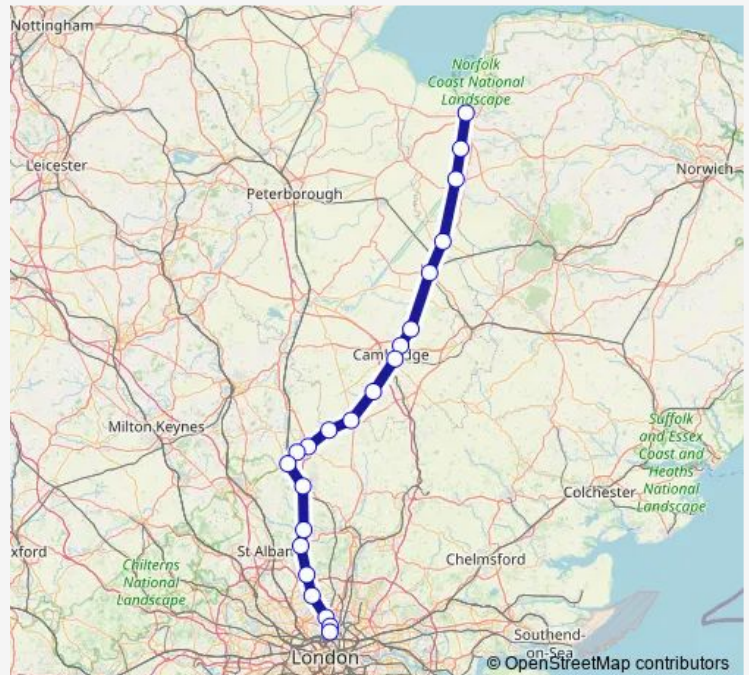 Nottingham
Norfolk
Coast National
Landscape
Leicester
Norwich
Peterborough
Cambridge
Milton Keynes
Suffolk
and Essex
Coast and
Heaths
National
Landscape
Colchester
xford
St Alban
Chelmsford
Chilterns
National
Landscape
Southend-
on-Sea
London
© OpenStreetMap contributors